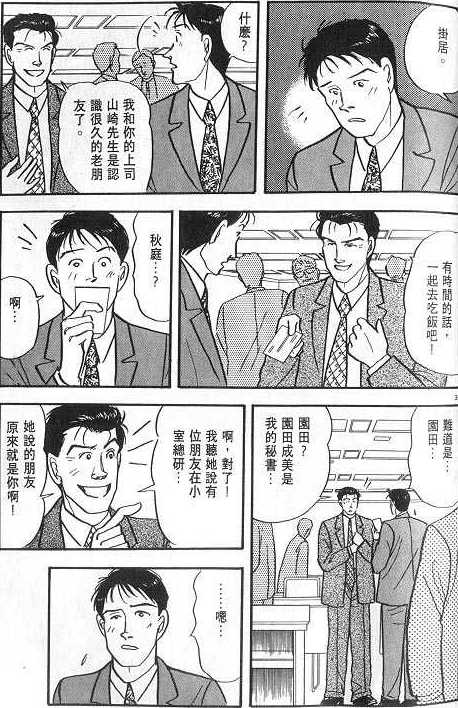 掛居。
什麼?
我和你的上司
山崎先生是認
識很久的老朋
友了。
有時間的話,
一起去吃飯吧!
秋庭…?
啊…
3
難道是…
園田…
園田?
園田成美是
我的秘書…
啊,對了!
我聽她說有
位朋友在小
室總研…
她說的朋友
原來就是你啊!
……嗯…